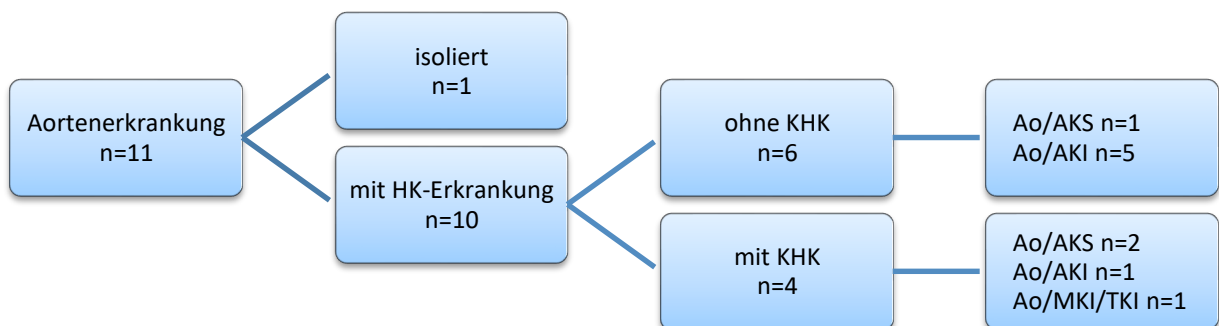 Aortenerkrankung
n=11
isoliert
n=1
mit HK-Erkrankung
n=10
ohne KHK
n=6
mit KHK
n=4
Ao/AKS n=1
Ao/AKI n=5
Ao/AKS n=2
Ao/AKI n=1
Ao/MKI/TKI n=1